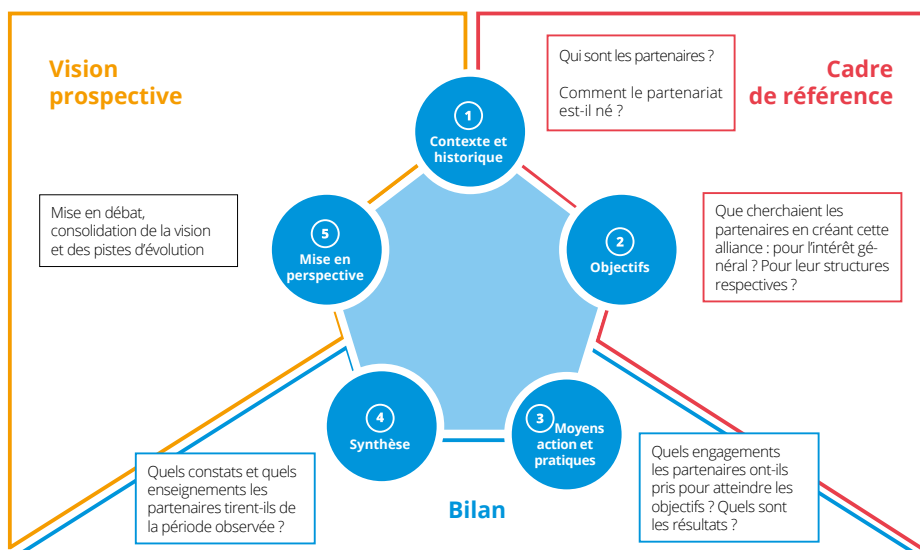 Vision
prospective
Cadre
de référence
Qui sont les partenaires ?
Comment le partenariat
est-il né ?
1
Contexte et
historique
Mise en débat,
consolidation de la vision
et des pistes d’évolution
5
Mise en
perspective
2
Objectifs
Que cherchaient les
partenaires en créant cette
alliance : pour l’intérêt gé-
néral ? Pour leur structures
respectives ?
4
Synthèse
3 Moyens
action et
pratiques
Quels constats et quels
enseignements les
partenaires tirent-ils de
la période observée ?
Bilan
Quels engagements
les partenaires ont-ils
pris pour atteindre les
objectifs ? Quels sont
les résultats ?